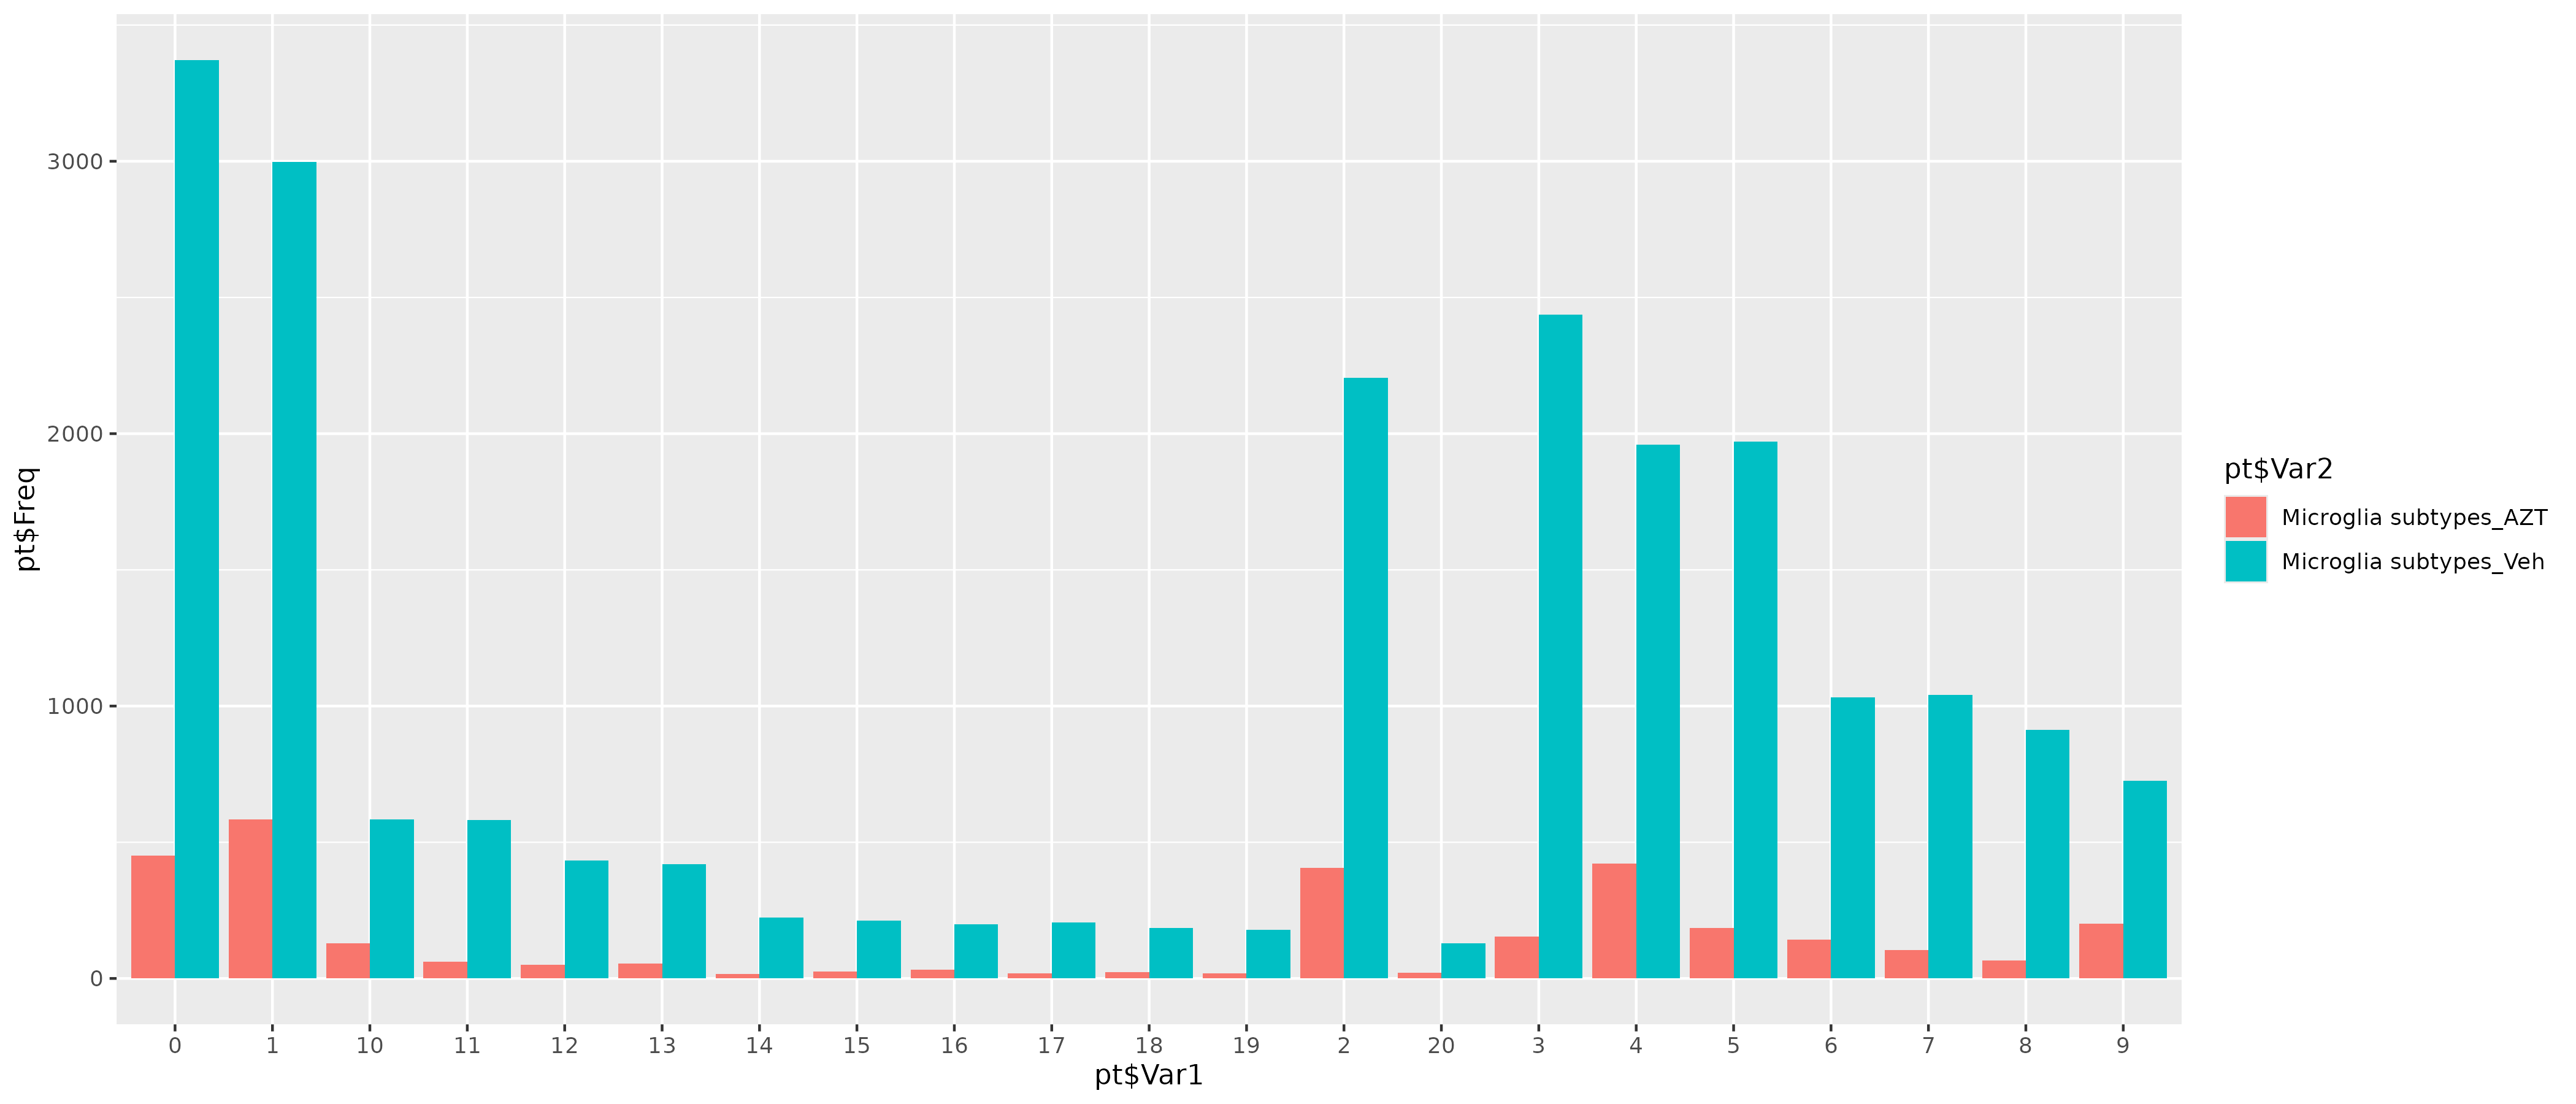 pt$Freq
3000
2000
1000
0
0 1 10 11 12 13 14 15 16 17 18 19 2 20 3 4 5 6 7 8 9
pt$Var1
pt$Var2
Microglia subtypes_AZT
Microglia subtypes_Veh